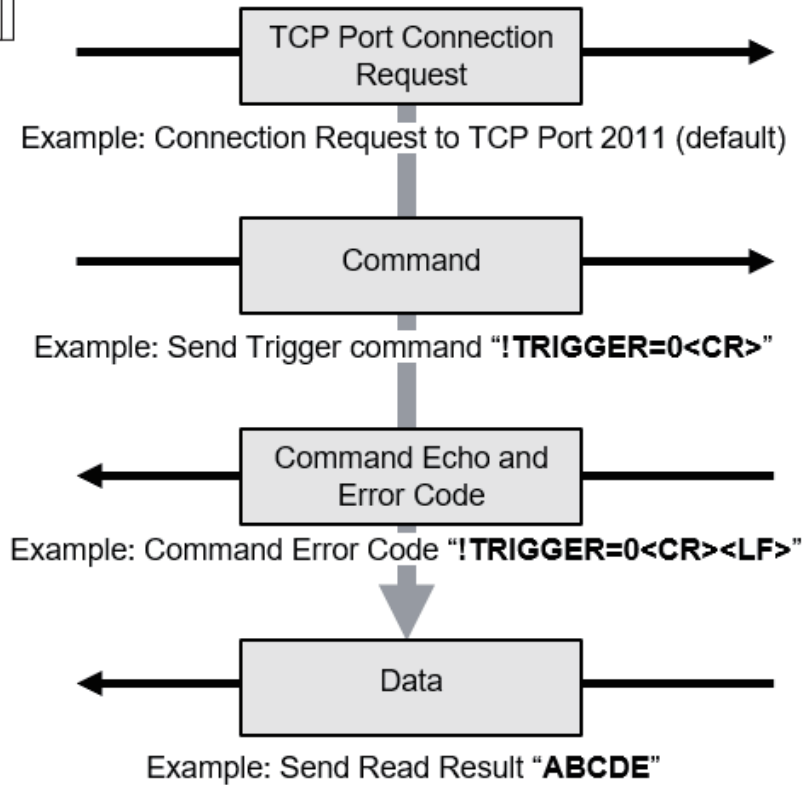 TCP Port Connection
Request
Example: Connection Request to TCP Port 2011 (default)
Command
Example: Send Trigger command “!TRIGGER=0<CR>”
Command Echo and
Error Code
Example: Command Error Code “!TRIGGER=0<CR><LF>”
Data
Example: Send Read Result “ABCDE”